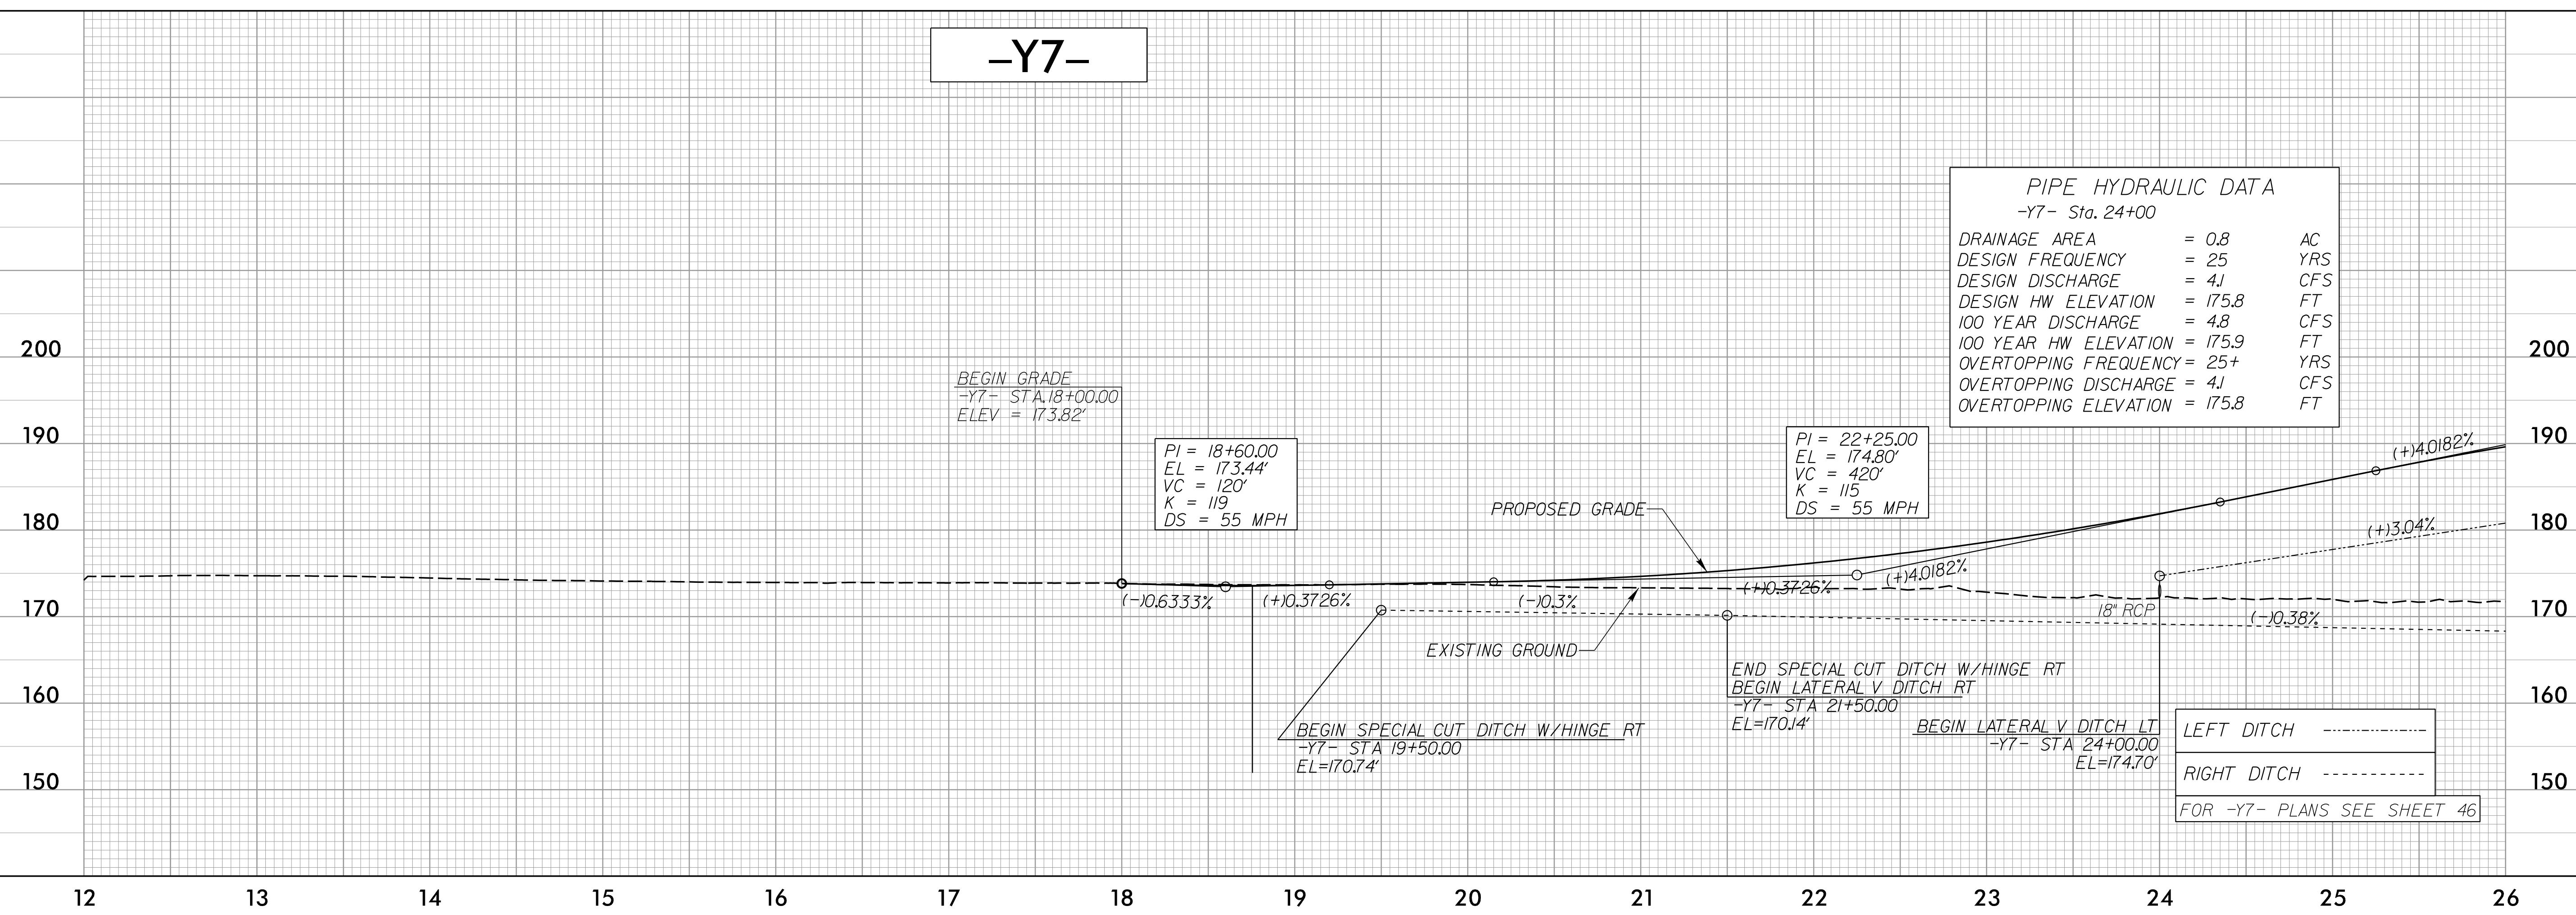 -Y7-
PIPE HYDRAULIC DATA
-Y7- Sta. 24+00
DRAINAGE AREA = 0.8 AC
DESIGN FREQUENCY = 25 YRS
DESIGN DISCHARGE = 4.1 CFS
DESIGN HW ELEVATION = 175.8 FT
100 YEAR DISCHARGE = 4.8 CFS
100 YEAR HW ELEVATION = 175.9 FT
OVERTOPPING FREQUENCY = 25+ YRS
OVERTOPPING DISCHARGE = 4.1 CFS
OVERTOPPING ELEVATION = 175.8 FT
200 200
190 190
180 180
170 170
160 160
150 150
BEGIN GRADE
-Y7- STA.18+00.00
ELEV = 173.82'
PI = 18+60.00
EL = 173.44'
VC = 120'
K = 119
DS = 55 MPH
PI = 22+25.00
EL = 174.80'
VC = 420'
K = 115
DS = 55 MPH
PROPOSED GRADE
(+)4.0182%
(+)3.04%
(-)0.6333%
(+)0.3726%
(-)0.3%
(+)0.3726%
(+)4.0182%
18" RCP
(-)0.38%
EXISTING GROUND
BEGIN SPECIAL CUT DITCH W/HINGE RT
-Y7- STA 19+50.00
EL=170.74'
END SPECIAL CUT DITCH W/HINGE RT
BEGIN LATERAL V DITCH RT
-Y7- STA 21+50.00
EL=170.14'
BEGIN LATERAL V DITCH LT
-Y7- STA 24+00.00
EL=174.70'
LEFT DITCH
RIGHT DITCH
FOR -Y7- PLANS SEE SHEET 46
12 13 14 15 16 17 18 19 20 21 22 23 24 25 26